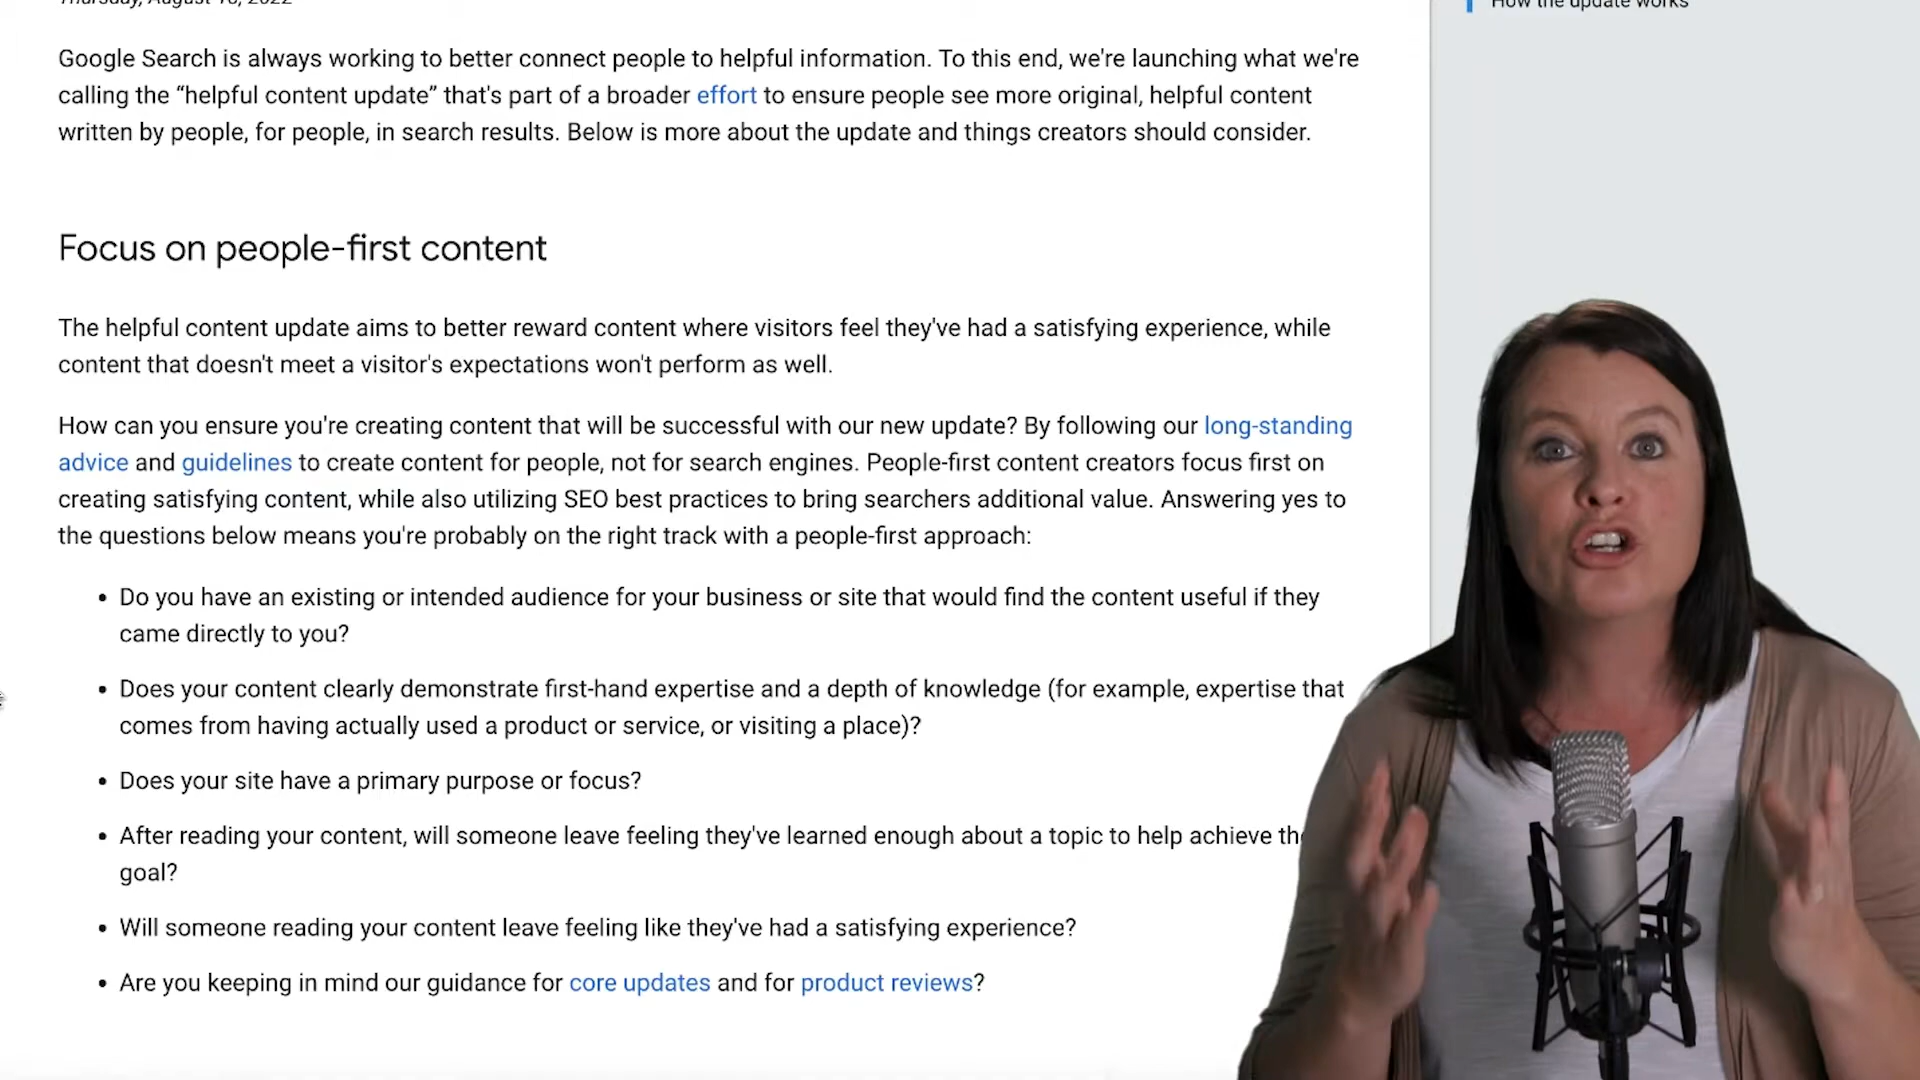 Thursday, August 18, 2022
How the update works
Google Search is always working to better connect people to helpful information. To this end, we're launching what we're
calling the “helpful content update” that's part of a broader effort to ensure people see more original, helpful content
written by people, for people, in search results. Below is more about the update and things creators should consider.
Focus on people-first content
The helpful content update aims to better reward content where visitors feel they've had a satisfying experience, while
content that doesn't meet a visitor's expectations won't perform as well.
How can you ensure you're creating content that will be successful with our new update? By following our long-standing
advice and guidelines to create content for people, not for search engines. People-first content creators focus first on
creating satisfying content, while also utilizing SEO best practices to bring searchers additional value. Answering yes to
the questions below means you're probably on the right track with a people-first approach:
• Do you have an existing or intended audience for your business or site that would find the content useful if they
came directly to you?
• Does your content clearly demonstrate first-hand expertise and a depth of knowledge (for example, expertise that
comes from having actually used a product or service, or visiting a place)?
• Does your site have a primary purpose or focus?
• After reading your content, will someone leave feeling they've learned enough about a topic to help achieve
goal?
• Will someone reading your content leave feeling like they've had a satisfying experience?
• Are you keeping in mind our guidance for core updates and for product reviews?